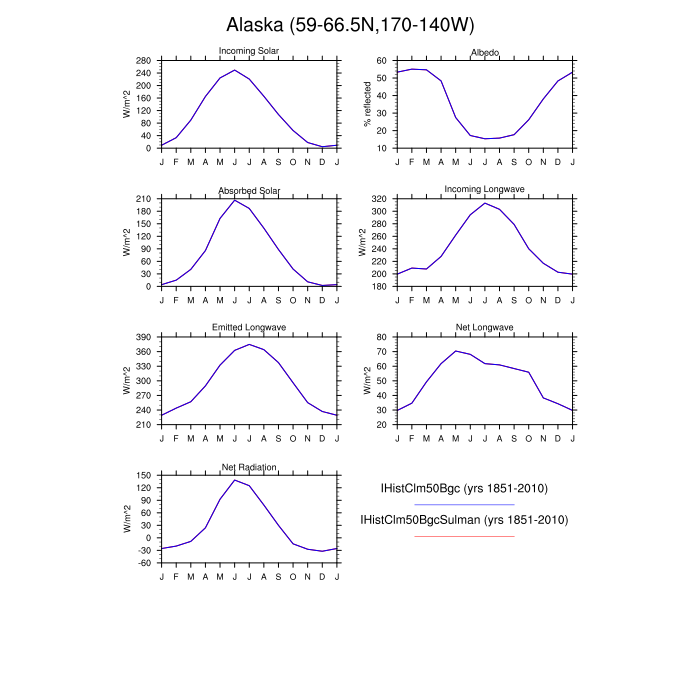 Alaska (59-66.5N,170-140W)
Incoming Solar
W/m^2
280
240
200
160
120
80
40
0
J F M A M J J A S O N D J
Albedo
% reflected
60
50
40
30
20
10
J F M A M J J A S O N D J
Absorbed Solar
W/m^2
210
180
150
120
90
60
30
0
J F M A M J J A S O N D J
Incoming Longwave
W/m^2
320
300
280
260
240
220
200
180
J F M A M J J A S O N D J
Emitted Longwave
W/m^2
390
360
330
300
270
240
210
J F M A M J J A S O N D J
Net Longwave
W/m^2
80
70
60
50
40
30
20
J F M A M J J A S O N D J
Net Radiation
W/m^2
150
120
90
60
30
0
-30
-60
J F M A M J J A S O N D J
IHistClm50Bgc (yrs 1851-2010)
IHistClm50BgcSulman (yrs 1851-2010)